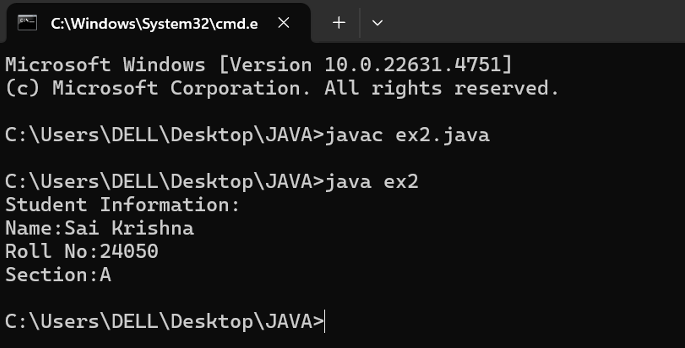 C:\Windows\System32\cmd.e
Microsoft Windows [Version 10.0.22631.4751]
(c) Microsoft Corporation. All rights reserved.
C:\Users\DELL\Desktop\JAVA>javac ex2.java
C:\Users\DELL\Desktop\JAVA>java ex2
Student Information:
Name:Sai Krishna
Roll No:24050
Section:A
C:\Users\DELL\Desktop\JAVA>